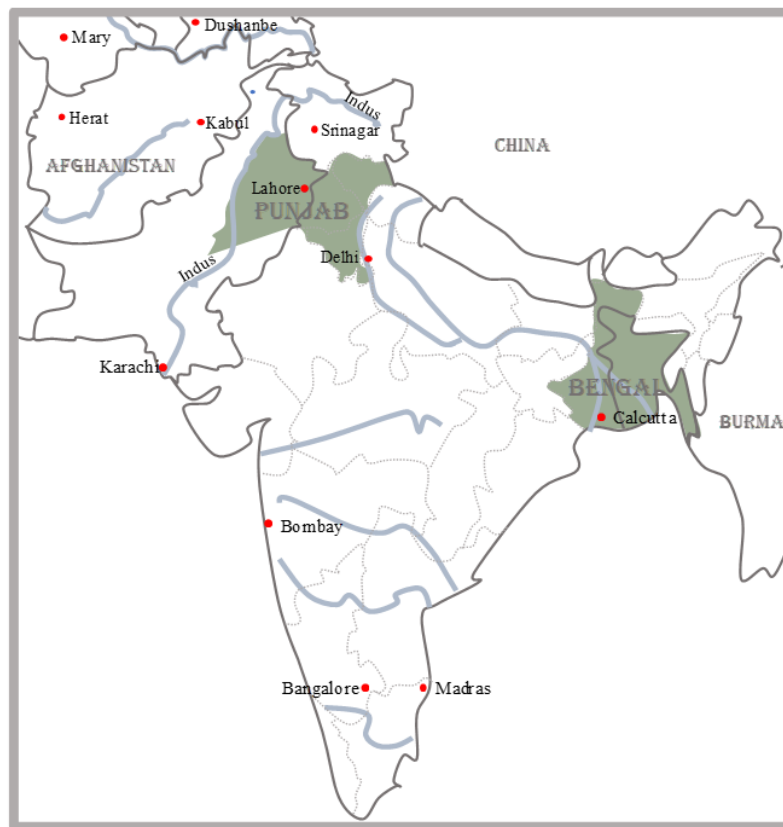 Dushanbe
Mary
Indus
Herat
Kabul
Srinagar
CHINA
AFGHANISTAN
Lahore
PUNJAB
Delhi
Indus
Karachi
BENGAL
Calcutta
BURMA
Bombay
Bangalore
Madras